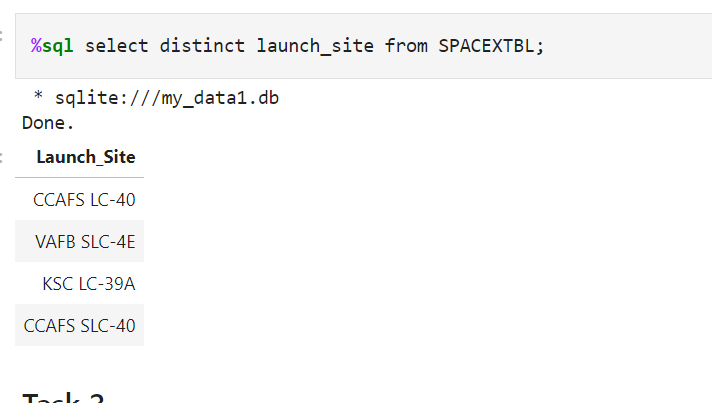 %sql select distinct launch_site from SPACEXTBL;
* sqlite:///my_data1.db
Done.
Launch_Site
CCAFS LC-40
VAFB SLC-4E
KSC LC-39A
CCAFS SLC-40